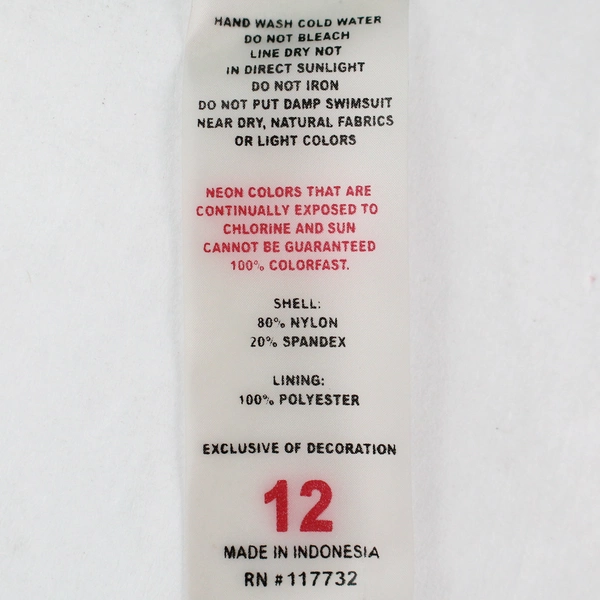 HAND WASH COLD WATER
DO NOT BLEACH
LINE DRY NOT
IN DIRECT SUNLIGHT
DO NOT IRON
DO NOT PUT DAMP SWIMSUIT
NEAR DRY, NATURAL FABRICS
OR LIGHT COLORS
NEON COLORS THAT ARE
CONTINUALLY EXPOSED TO
CHLORINE AND SUN
CANNOT BE GUARANTEED
100% COLORFAST.
SHELL:
80% NYLON
20% SPANDEX
LINING:
100% POLYESTER
EXCLUSIVE OF DECORATION
12
MADE IN INDONESIA
RN #117732